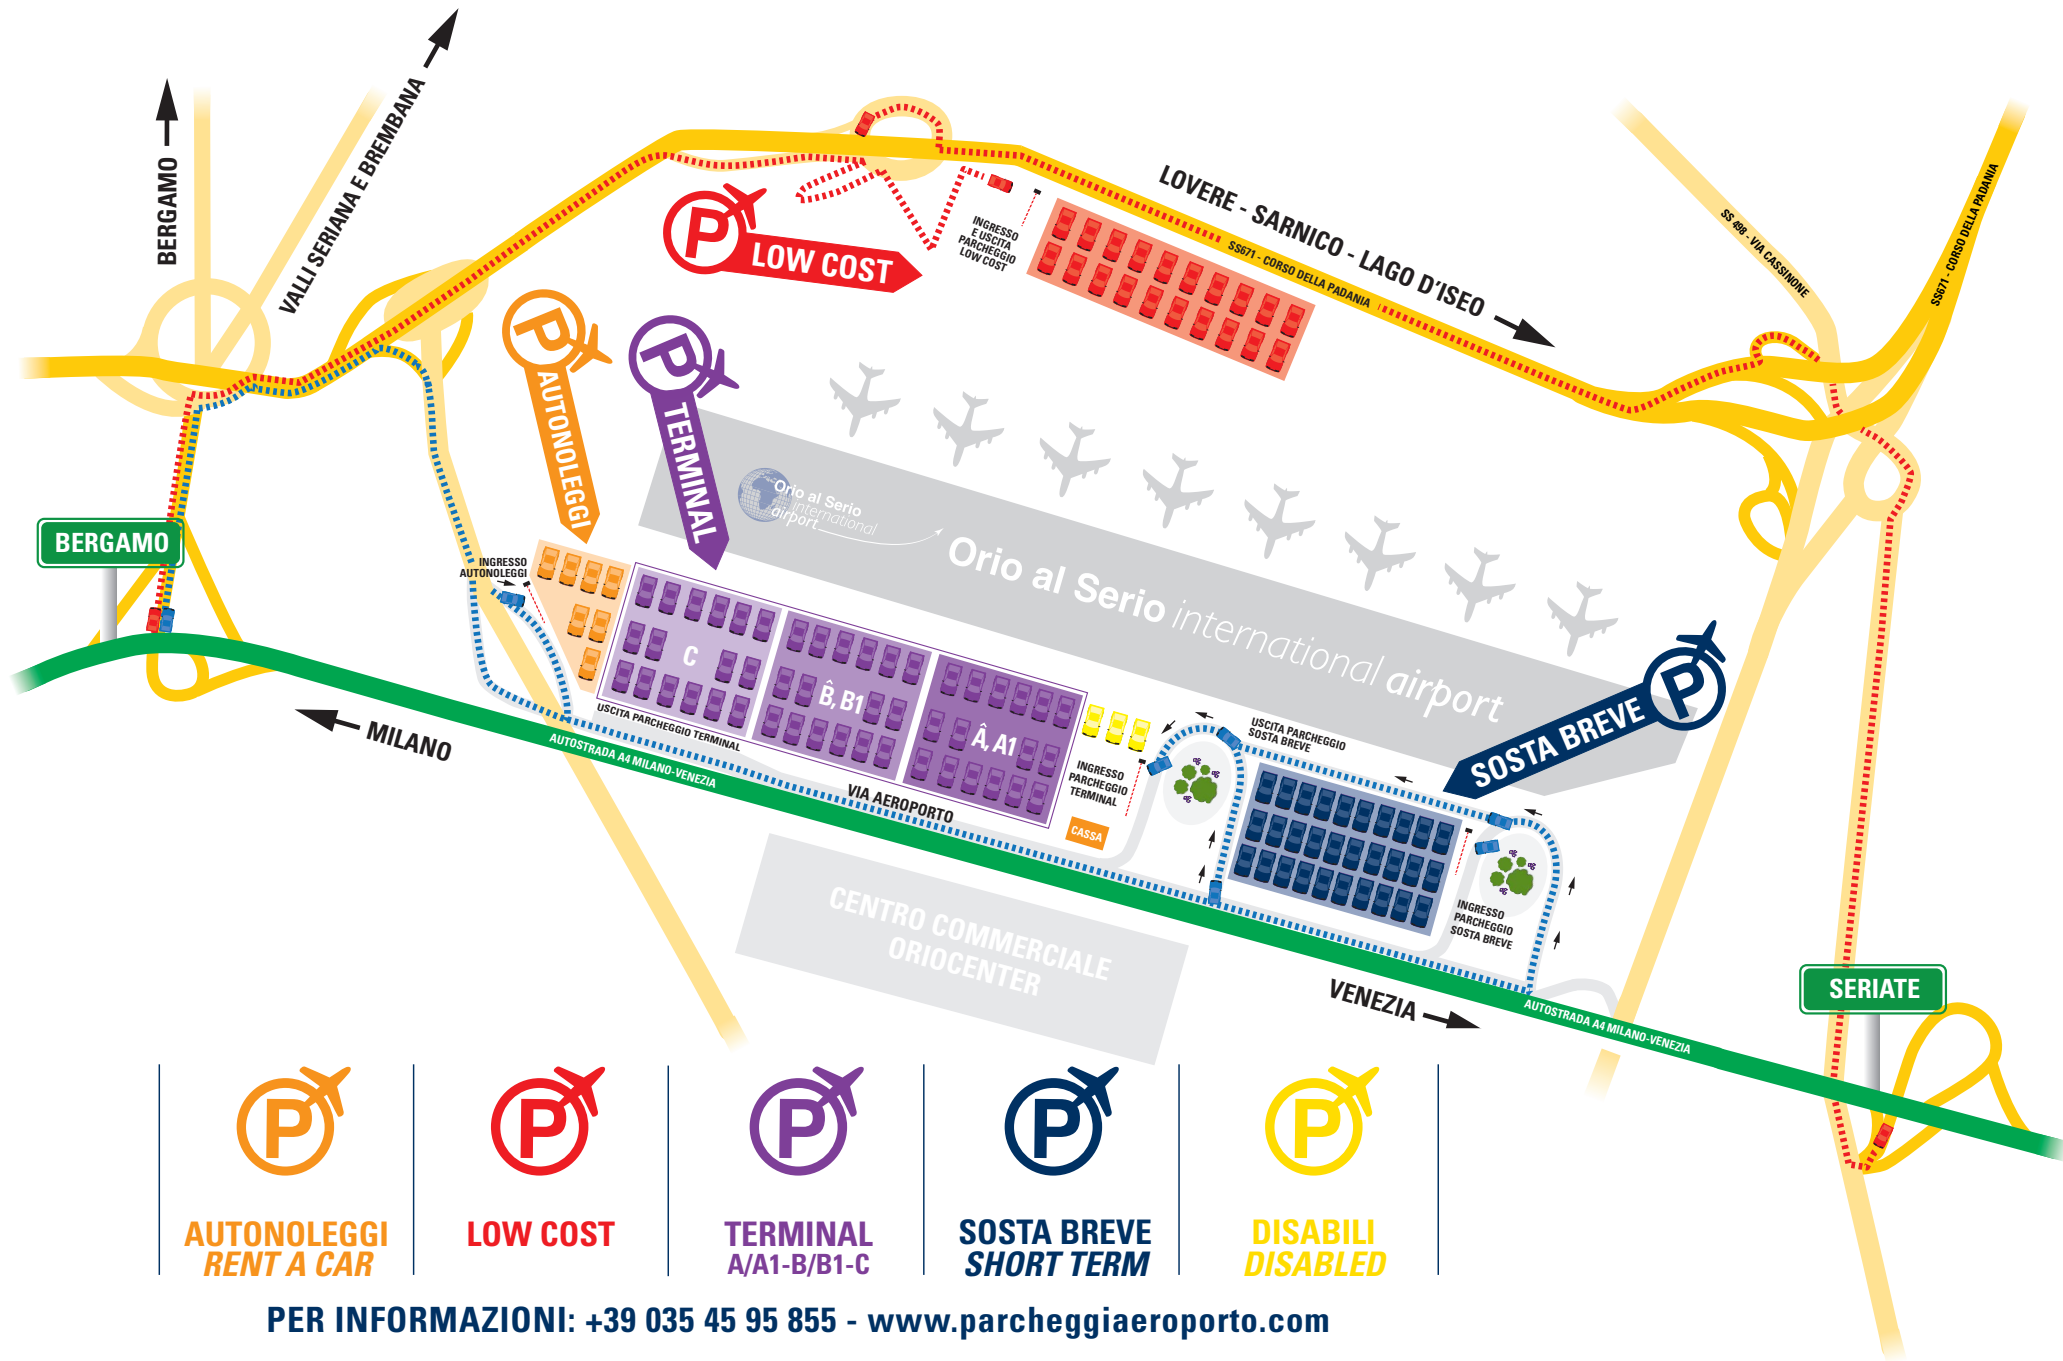 BERGAMO
VALLI SERIANA E BREMBANA
LOVERE - SARNICO - LAGO D'ISEO
SS671 - CORSO DELLA PADANIA
SS 498 - VIA CASSINONE
SS671 - CORSO DELLA PADANIA
P
LOW COST
INGRESSO
E USCITA
PARCHEGGIO
LOW COST
P
AUTONOLEGGI
P
TERMINAL
Orio al Serio
international
airport
Orio al Serio international airport
BERGAMO
INGRESSO
AUTONOLEGGI
C
B̂, B1
Â, A1
USCITA PARCHEGGIO TERMINAL
VIA AEROPORTO
INGRESSO
PARCHEGGIO
TERMINAL
CASSA
USCITA PARCHEGGIO
SOSTA BREVE
P
SOSTA BREVE
INGRESSO
PARCHEGGIO
SOSTA BREVE
MILANO
AUTOSTRADA A4 MILANO-VENEZIA
CENTRO COMMERCIALE
ORIOCENTER
VENEZIA
AUTOSTRADA A4 MILANO-VENEZIA
SERIATE
P
AUTONOLEGGI
RENT A CAR
P
LOW COST
P
TERMINAL
A/A1-B/B1-C
P
SOSTA BREVE
SHORT TERM
P
DISABILI
DISABLED
PER INFORMAZIONI: +39 035 45 95 855 - www.parcheggiaeroporto.com